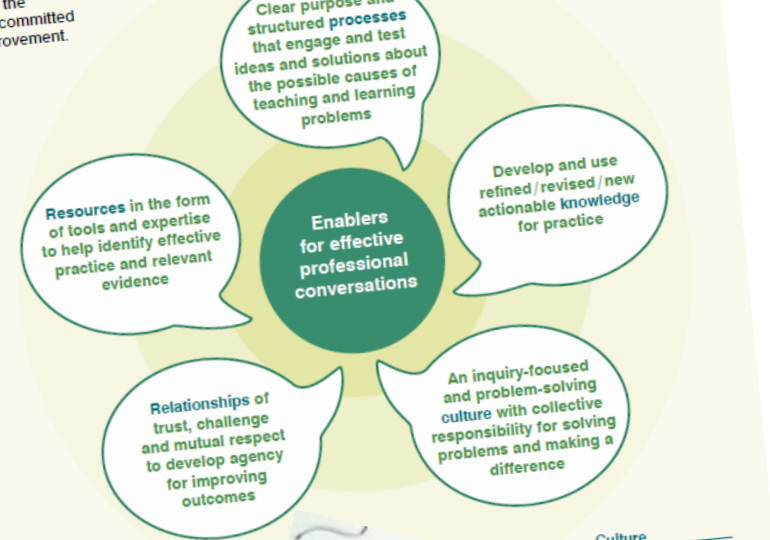 the
committed
rovement.
Clear purpose and
structured processes
that engage and test
ideas and solutions about
the possible causes of
teaching and learning
problems
Develop and use
refined/revised/new
actionable knowledge
for practice
Resources in the form
of tools and expertise
to help identify effective
practice and relevant
evidence
Enablers
for effective
professional
conversations
An inquiry-focused
and problem-solving
culture with collective
responsibility for solving
problems and making a
difference
Relationships of
trust, challenge
and mutual respect
to develop agency
for improving
outcomes
Culture